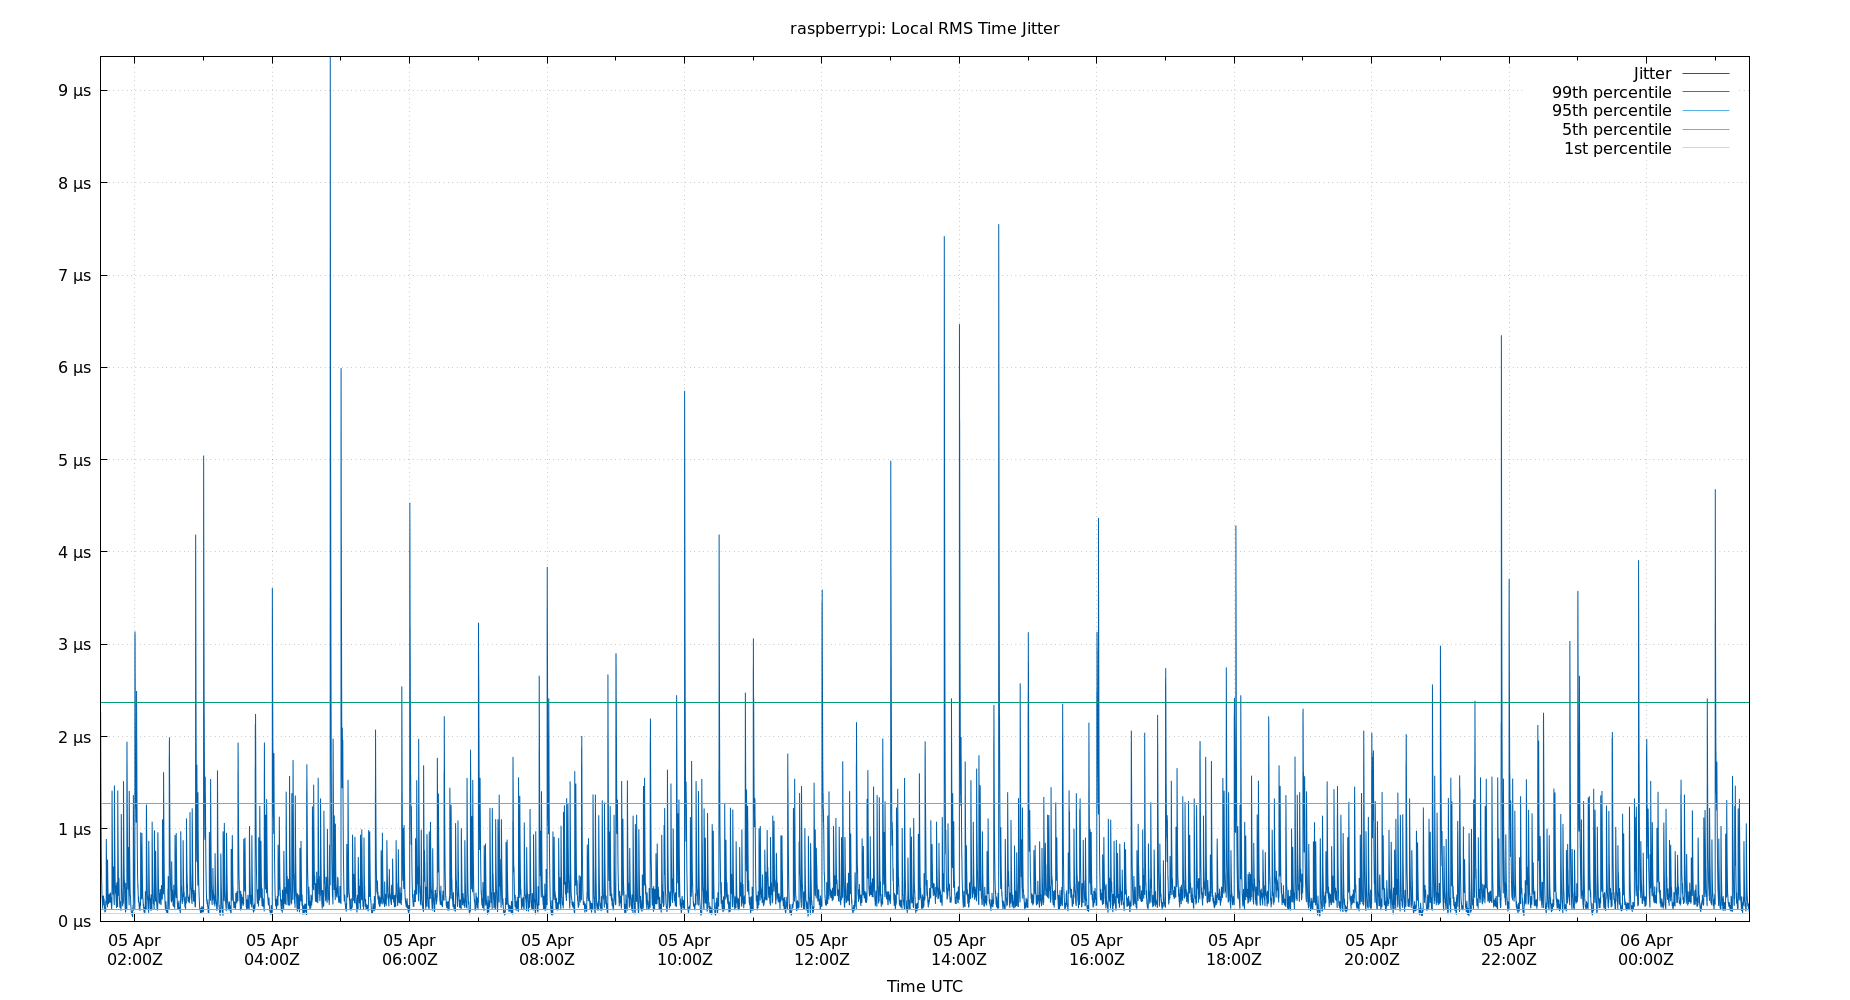 raspberrypi: Local RMS Time Jitter
Jitter
99th percentile
95th percentile
5th percentile
1st percentile
9 µs
8 µs
7 µs
6 µs
5 µs
4 µs
3 µs
2 µs
1 µs
0 µs
05 Apr 05 Apr 05 Apr 05 Apr 05 Apr 05 Apr 05 Apr 05 Apr 05 Apr 05 Apr 05 Apr 06 Apr
02:00Z 04:00Z 06:00Z 08:00Z 10:00Z 12:00Z 14:00Z 16:00Z 18:00Z 20:00Z 22:00Z 00:00Z
Time UTC